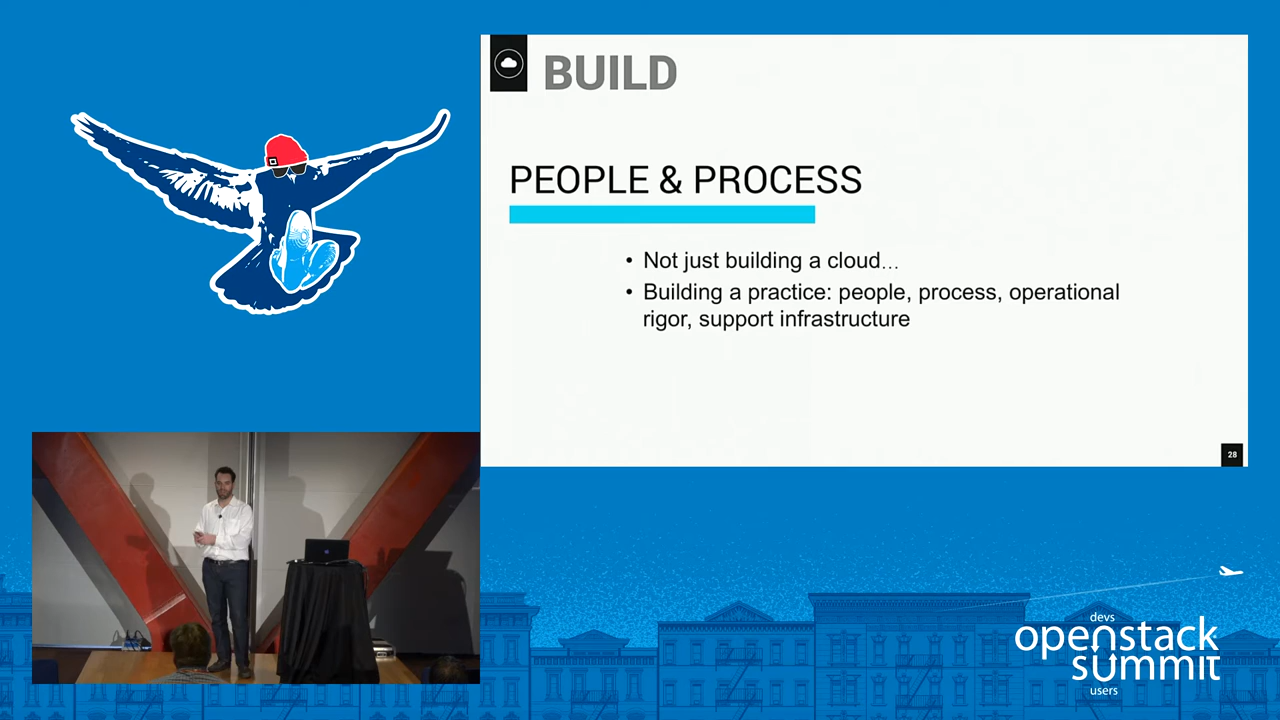 BUILD
PEOPLE & PROCESS
• Not just building a cloud…
• Building a practice: people, process, operational
rigor, support infrastructure
28
devs
openstack
summit
users